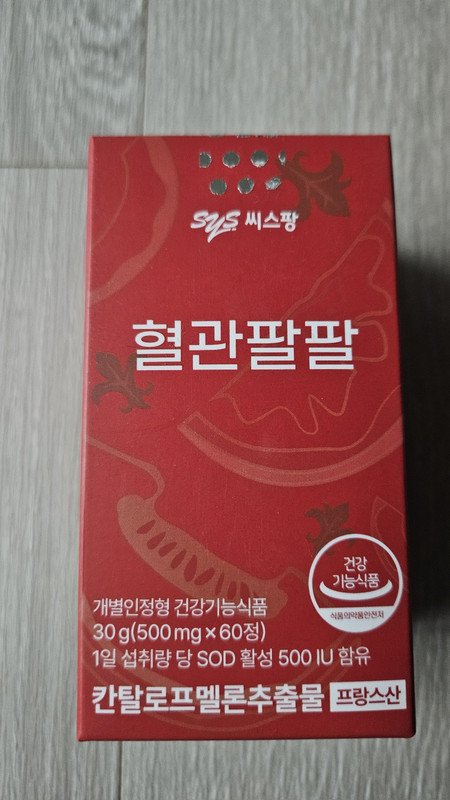 sys. 씨스팡
혈관팔팔
건강
기능식품
식품의약품안전처
개별인정형 건강기능식품
30 g(500 mg × 60정)
1일 섭취량 당 SOD 활성 500 IU 함유
칸탈로프멜론추출물 프랑스산